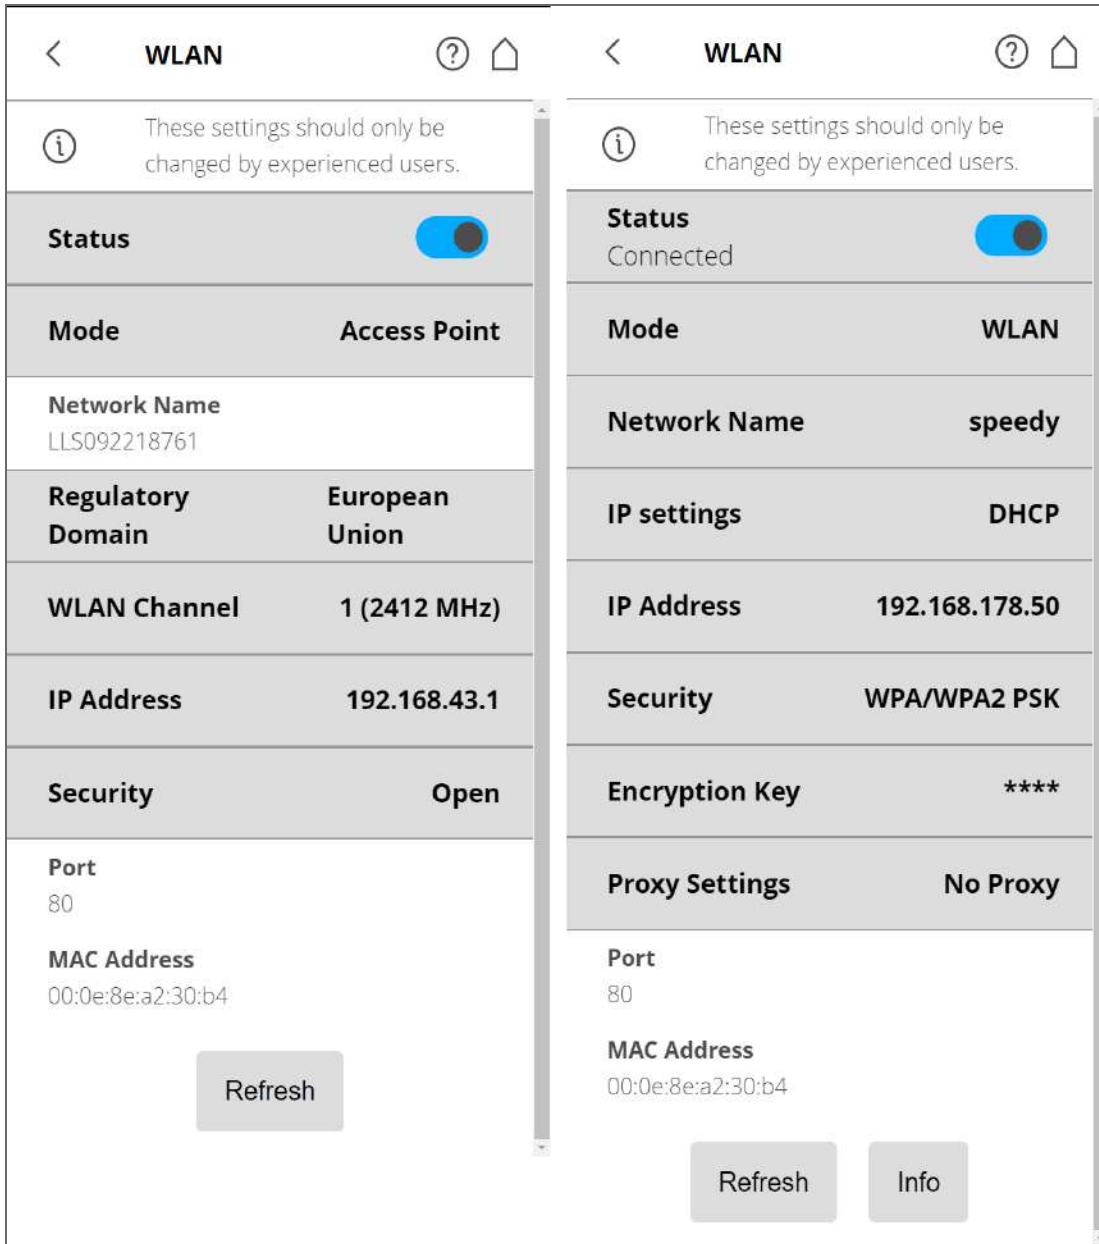 WLAN
These settings should only be
changed by experienced users.
Status
Mode Access Point
Network Name
LLS092218761
Regulatory European
Domain Union
WLAN Channel 1 (2412 MHz)
IP Address 192.168.43.1
Security Open
Port
80
MAC Address
00:0e:8e:a2:30:b4
Refresh
WLAN
These settings should only be
changed by experienced users.
Status
Connected
Mode WLAN
Network Name speedy
IP settings DHCP
IP Address 192.168.178.50
Security WPA/WPA2 PSK
Encryption Key ****
Proxy Settings No Proxy
Port
80
MAC Address
00:0e:8e:a2:30:b4
Refresh Info